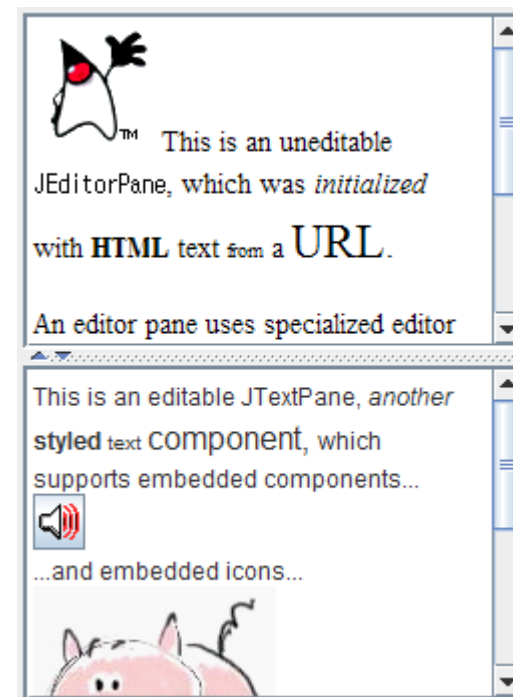 TM This is an uneditable
JEditorPane, which was initialized
with HTML text from a URL.
An editor pane uses specialized editor
This is an editable JTextPane, another
styled text component, which
supports embedded components...
...and embedded icons...